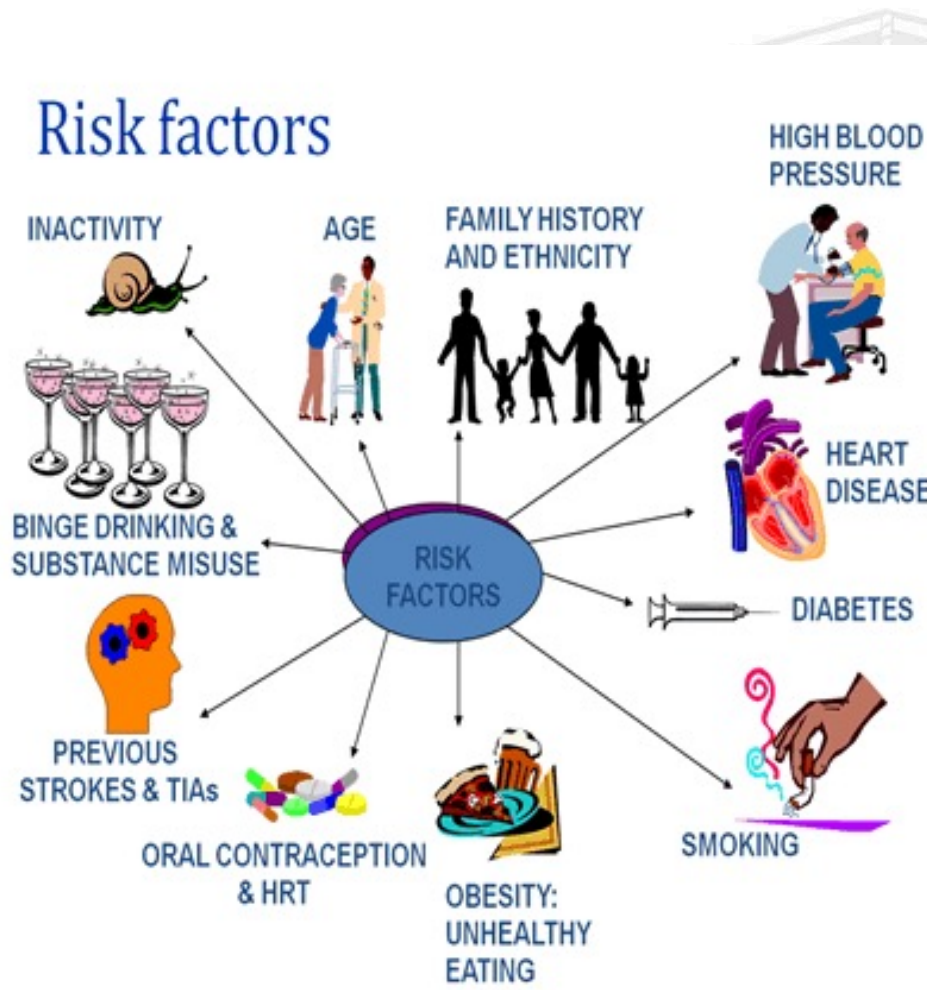 Risk factors
HIGH BLOOD
PRESSURE
INACTIVITY
AGE
FAMILY HISTORY
AND ETHNICITY
HEART
DISEASE
BINGE DRINKING &
SUBSTANCE MISUSE
RISK
FACTORS
DIABETES
PREVIOUS
STROKES & TIAs
ORAL CONTRACEPTION
& HRT
OBESITY:
UNHEALTHY
EATING
SMOKING